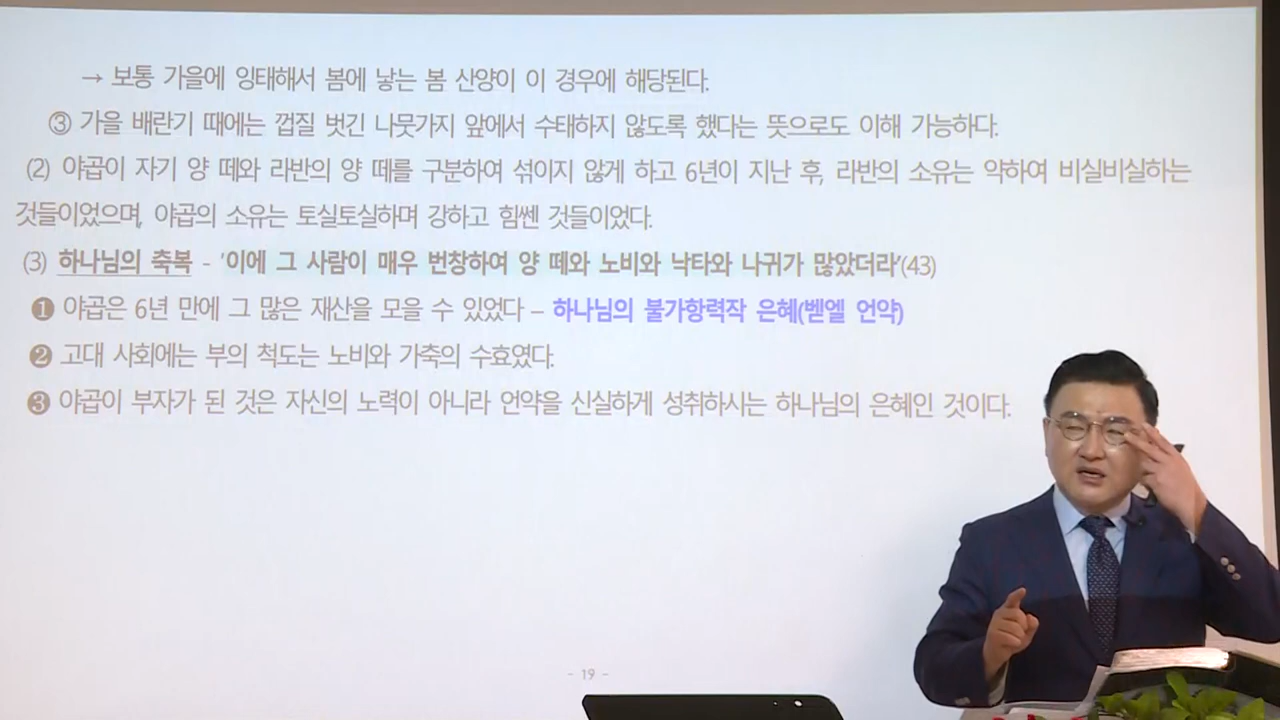 → 보통 가을에 잉태해서 봄에 낳는 봄 산양이 이 경우에 해당된다.
③ 가을 배란기 때에는 껍질 벗긴 나뭇가지 앞에서 수태하지 않도록 했다는 뜻으로도 이해 가능하다.
(2) 야곱이 자기 양 떼와 라반의 양 떼를 구분하여 섞이지 않게 하고 6년이 지난 후, 라반의 소유는 약하여 비실비실하는
것들이었으며, 야곱의 소유는 토실토실하며 강하고 힘쎈 것들이었다.
(3) 하나님의 축복 - '이에 그 사람이 매우 번창하여 양 떼와 노비와 낙타와 나귀가 많았더라'(43)
❶ 야곱은 6년 만에 그 많은 재산을 모을 수 있었다 – 하나님의 불가항력작 은혜(벧엘 언약)
❷ 고대 사회에는 부의 척도는 노비와 가축의 수효였다.
❸ 야곱이 부자가 된 것은 자신의 노력이 아니라 언약을 신실하게 성취하시는 하나님의 은혜인 것이다.
- 19 -